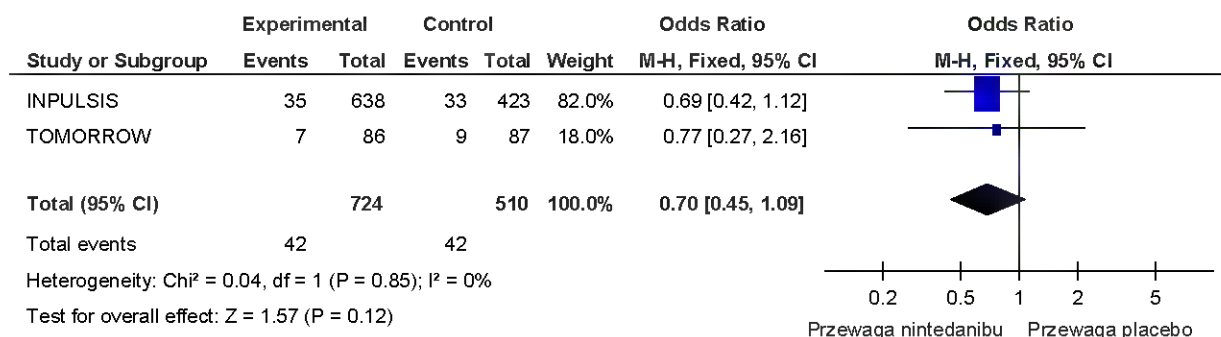 Experimental Control Odds Ratio Odds Ratio
Study or Subgroup Events Total Events Total Weight M-H, Fixed, 95% CI M-H, Fixed, 95% CI
INPULSIS 35 638 33 423 82.0% 0.69 [0.42, 1.12]
TOMORROW 7 86 9 87 18.0% 0.77 [0.27, 2.16]
Total (95% CI) 724 510 100.0% 0.70 [0.45, 1.09]
Total events 42 42
Heterogeneity: Chi² = 0.04, df = 1 (P = 0.85); I² = 0%
Test for overall effect: Z = 1.57 (P = 0.12)
0.2 0.5 1 2 5
Przewaga nintedanibu Przewaga placebo